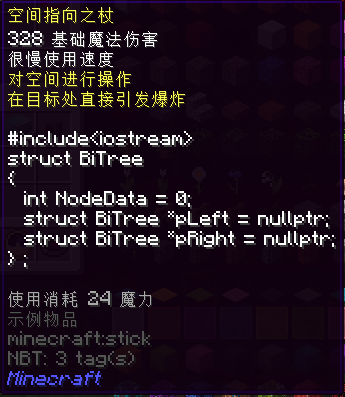 空间指向之杖
328 基础魔法伤害
很慢使用速度
对空间进行操作
在目标处直接引发爆炸
#include<iostream>
struct BiTree
{
int NodeData = 0;
struct BiTree *pLeft = nullptr;
struct BiTree *pRight = nullptr;
} ;
使用消耗 24 魔力
示例物品
minecraft:stick
NBT: 3 tag(s)
Minecraft